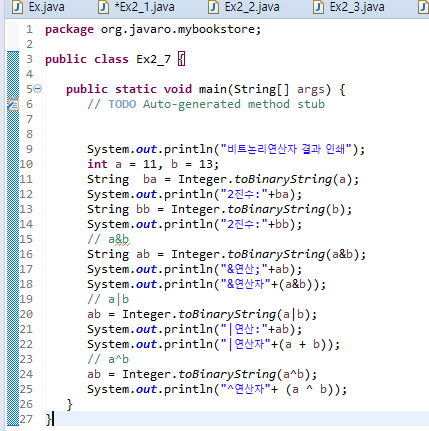 Ex.java *Ex2_1.java Ex2_2.java Ex2_3.java
1 package org.javaro.mybookstore;
2
3 public class Ex2_7 {
4
5 public static void main(String[] args) {
6 // TODO Auto-generated method stub
7
8
9 System.out.println("비트논리연산자 결과 인쇄");
10 int a = 11, b = 13;
11 String ba = Integer.toBinaryString(a);
12 System.out.println("2진수:"+ba);
13 String bb = Integer.toBinaryString(b);
14 System.out.println("2진수:"+bb);
15 // a&b
16 String ab = Integer.toBinaryString(a&b);
17 System.out.println("&연산;"+ab);
18 System.out.println("&연산자"+(a&b));
19 // a|b
20 ab = Integer.toBinaryString(a|b);
21 System.out.println("|연산:"+ab);
22 System.out.println("|연산자"+(a + b));
23 // a^b
24 ab = Integer.toBinaryString(a^b);
25 System.out.println("^연산자"+ (a ^ b));
26 }
27 }